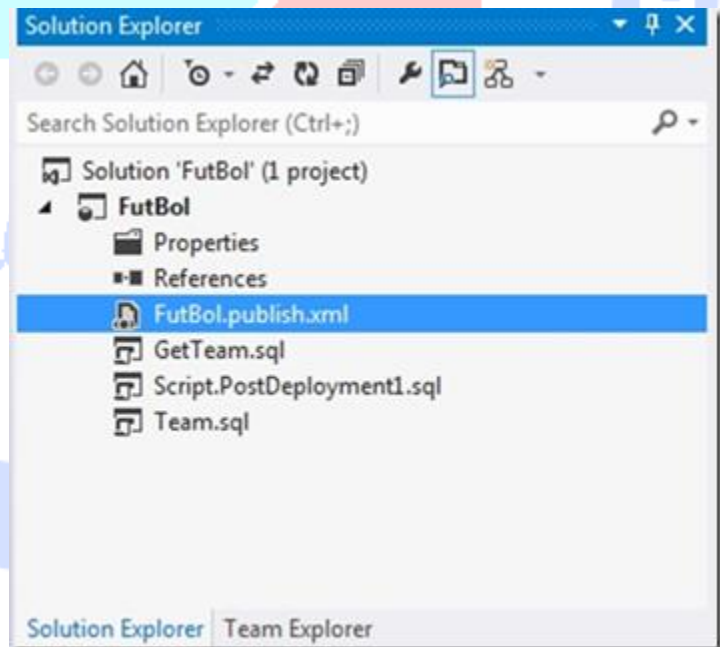 Solution Explorer
Search Solution Explorer (Ctrl+;)
Solution 'FutBol' (1 project)
FutBol
Properties
References
FutBol.publish.xml
GetTeam.sql
Script.PostDeployment1.sql
Team.sql
Solution Explorer Team Explorer